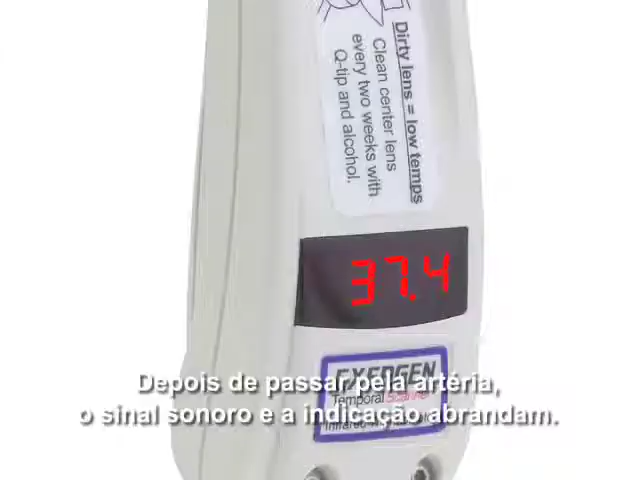 Dirty lens = low temps
Clean center lens
every two weeks with
Q-tip and alcohol.
37.4
EXERGEN
Temporal Scanner
Depois de passar pela artéria,
o sinal sonoro e a indicação abrandam.